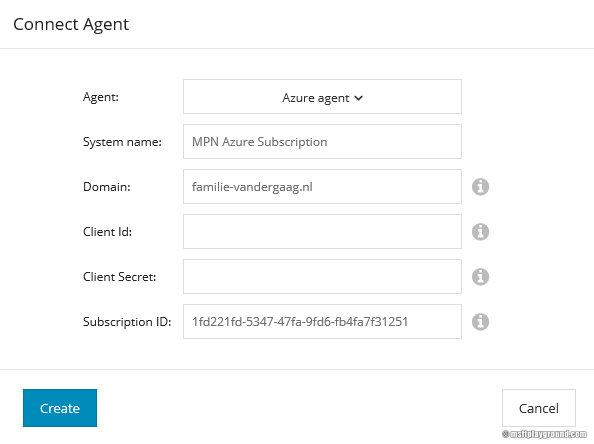 Connect Agent
Agent: Azure agent
System name: MPN Azure Subscription
Domain: familie-vandergaag.nl
Client Id:
Client Secret:
Subscription ID: 1fd221fd-5347-47fa-9fd6-fb4fa7f31251
Create Cancel
© msftplayground.com